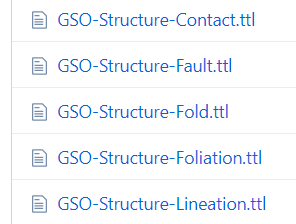 GSO-Structure-Contact.ttl
GSO-Structure-Fault.ttl
GSO-Structure-Fold.ttl
GSO-Structure-Foliation.ttl
GSO-Structure-Lineation.ttl